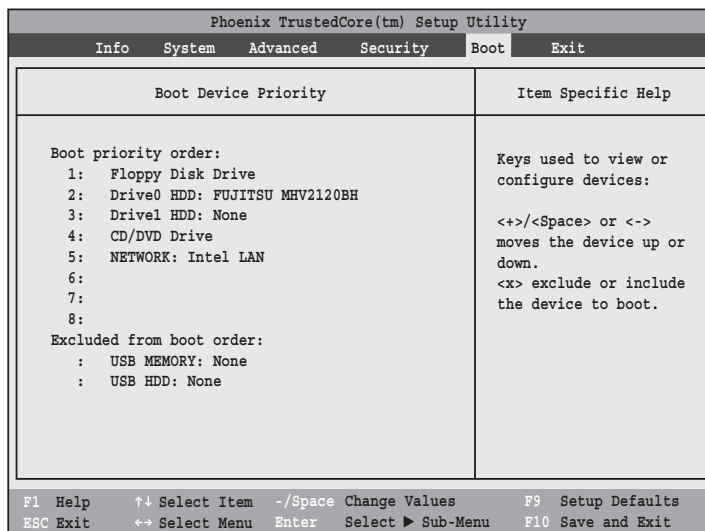 Phoenix TrustedCore(tm) Setup Utility
Info System Advanced Security Boot Exit
Boot Device Priority
Boot priority order:
1: Floppy Disk Drive
2: Drive0 HDD: FUJITSU MHV2120BH
3: Drive1 HDD: None
4: CD/DVD Drive
5: NETWORK: Intel LAN
6:
7:
8:
Excluded from boot order:
: USB MEMORY: None
: USB HDD: None
Item Specific Help
Keys used to view or
configure devices:
<+>/<Space> or <->
moves the device up or
down.
<x> exclude or include
the device to boot.
F1 Help ↑↓ Select Item -/Space Change Values F9 Setup Defaults
ESC Exit ←→ Select Menu Enter Select ▶ Sub-Menu F10 Save and Exit